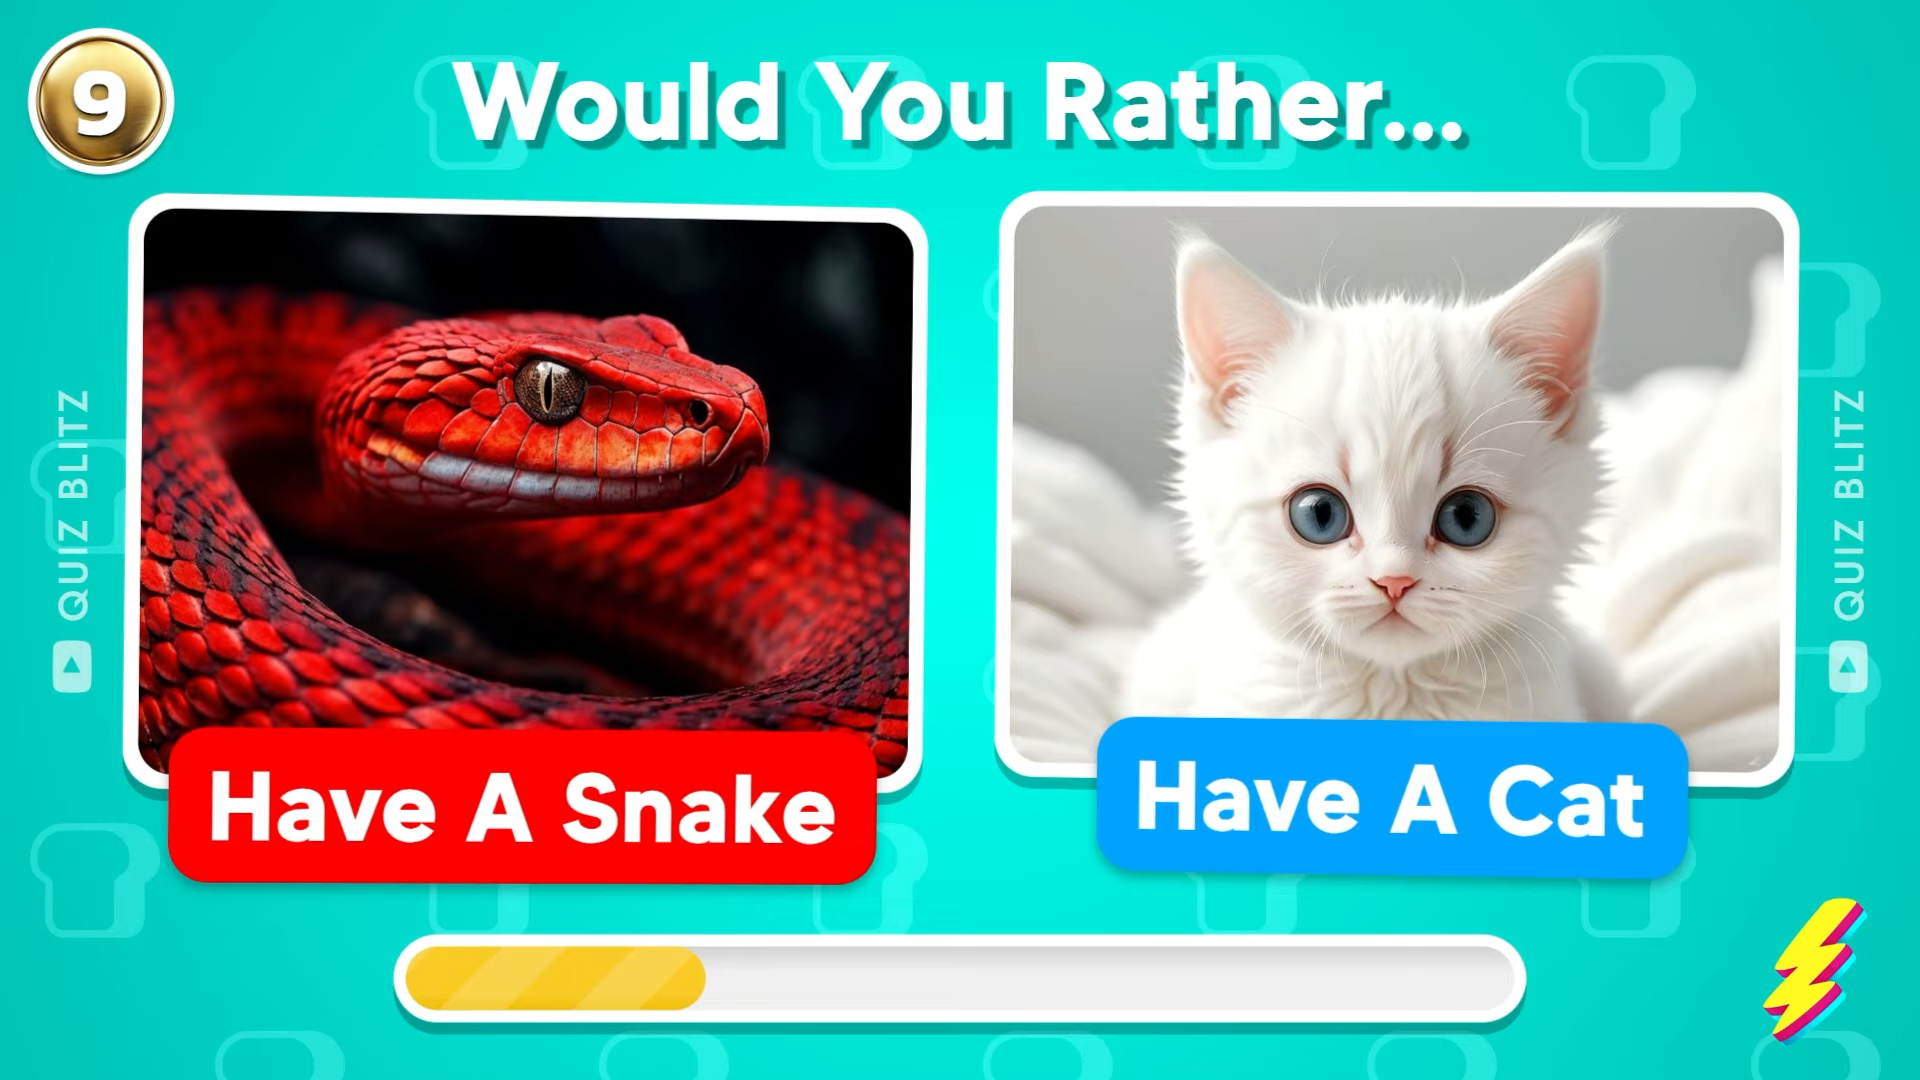 9
Would You Rather...
QUIZ BLITZ
QUIZ BLITZ
Have A Snake
Have A Cat